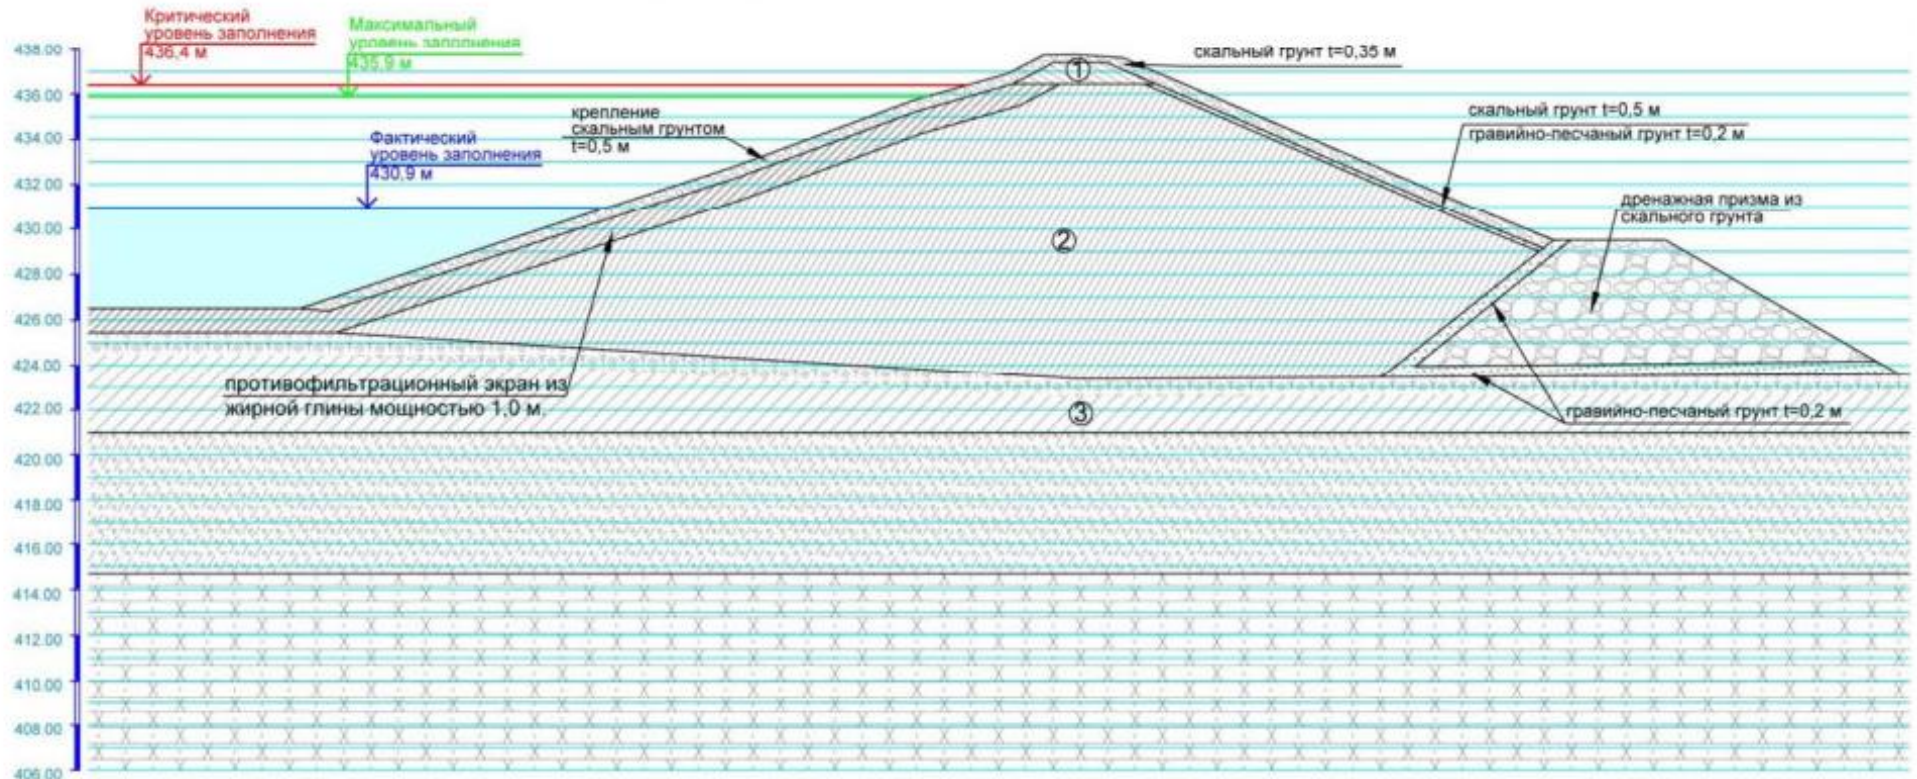 Критический
уровень заполнения
436,4 м
Максимальный
уровень заполнения
435,9 м
Фактический
уровень заполнения
430,9 м
крепление
скальным грунтом
t=0,5 м
скальный грунт t=0,35 м
скальный грунт t=0,5 м
гравийно-песчаный грунт t=0,2 м
дренажная призма из
скального грунта
противофильтрационный экран из
жирной глины мощностью 1,0 м.
гравийно-песчаный грунт t=0,2 м
①
②
③
438.00
436.00
434.00
432.00
430.00
428.00
426.00
424.00
422.00
420.00
418.00
416.00
414.00
412.00
410.00
408.00
406.00